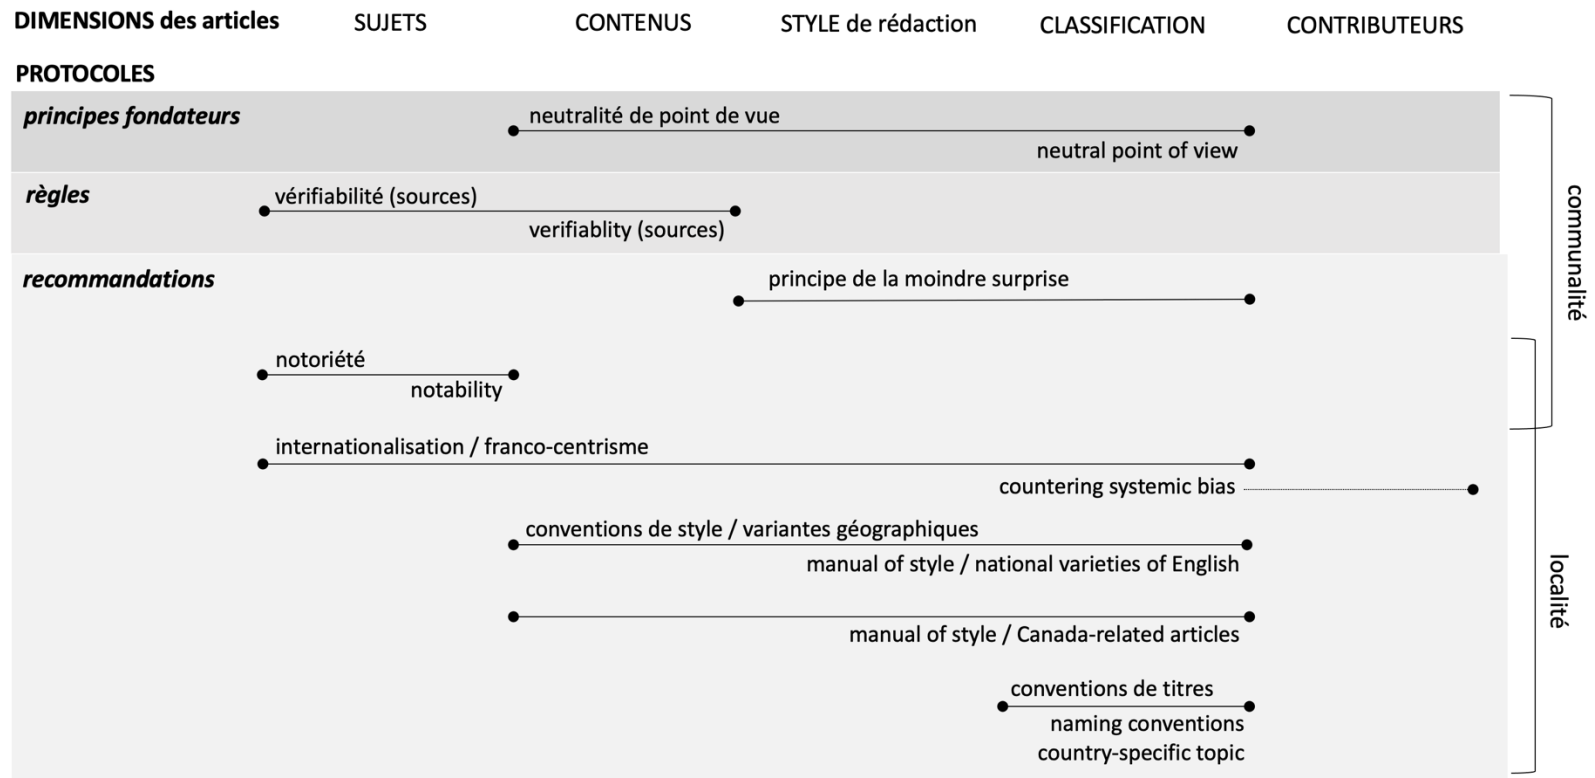 DIMENSIONS des articles SUJETS CONTENUS STYLE de rédaction CLASSIFICATION CONTRIBUTEURS
PROTOCOLES
principes fondateurs
neutralité de point de vue
neutral point of view
règles
vérifiabilité (sources)
verifiablity (sources)
recommandations
principe de la moindre surprise
notoriété
notability
internationalisation / franco-centrisme
countering systemic bias
conventions de style / variantes géographiques
manual of style / national varieties of English
manual of style / Canada-related articles
conventions de titres
naming conventions
country-specific topic
communalité
localité